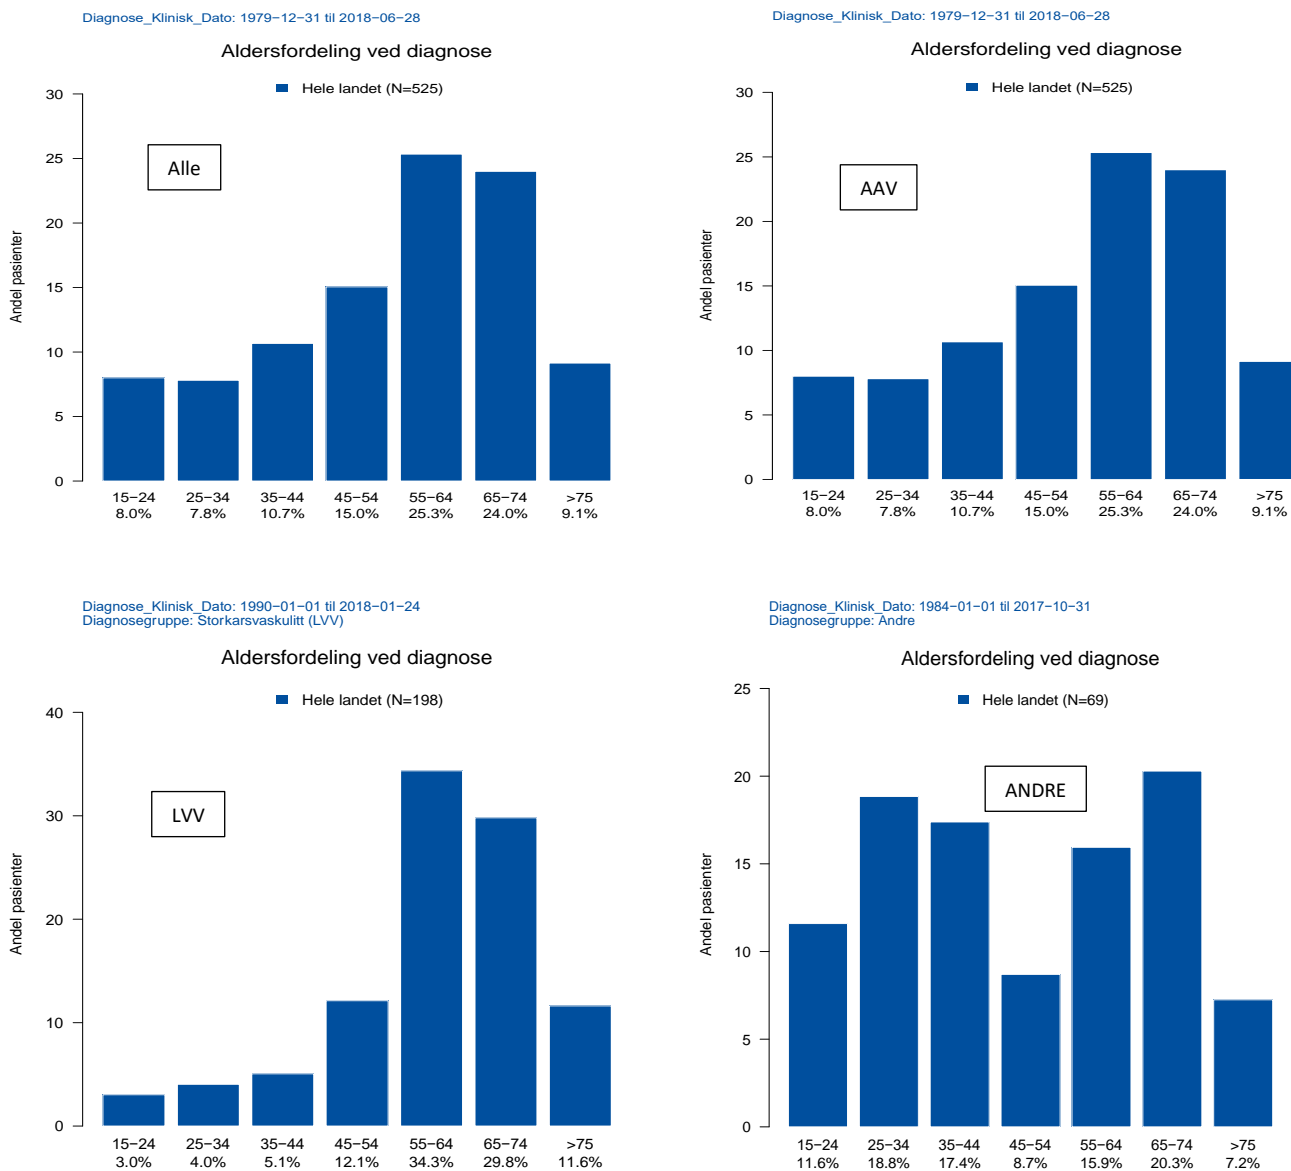 Diagnose_Klinisk_Dato: 1979−12−31 til 2018−06−28
Aldersfordeling ved diagnose
Hele landet (N=525)
Alle
Andel pasienter
30
25
20
15
10
5
0
15−24 25−34 35−44 45−54 55−64 65−74 >75
8.0% 7.8% 10.7% 15.0% 25.3% 24.0% 9.1%
Diagnose_Klinisk_Dato: 1979−12−31 til 2018−06−28
Aldersfordeling ved diagnose
Hele landet (N=525)
AAV
Andel pasienter
30
25
20
15
10
5
0
15−24 25−34 35−44 45−54 55−64 65−74 >75
8.0% 7.8% 10.7% 15.0% 25.3% 24.0% 9.1%
Diagnose_Klinisk_Dato: 1990−01−01 til 2018−01−24
Diagnosegruppe: Storkarsvaskulitt (LVV)
Aldersfordeling ved diagnose
Hele landet (N=198)
LVV
Andel pasienter
40
30
20
10
0
15−24 25−34 35−44 45−54 55−64 65−74 >75
3.0% 4.0% 5.1% 12.1% 34.3% 29.8% 11.6%
Diagnose_Klinisk_Dato: 1984−01−01 til 2017−10−31
Diagnosegruppe: Andre
Aldersfordeling ved diagnose
Hele landet (N=69)
ANDRE
Andel pasienter
25
20
15
10
5
0
15−24 25−34 35−44 45−54 55−64 65−74 >75
11.6% 18.8% 17.4% 8.7% 15.9% 20.3% 7.2%